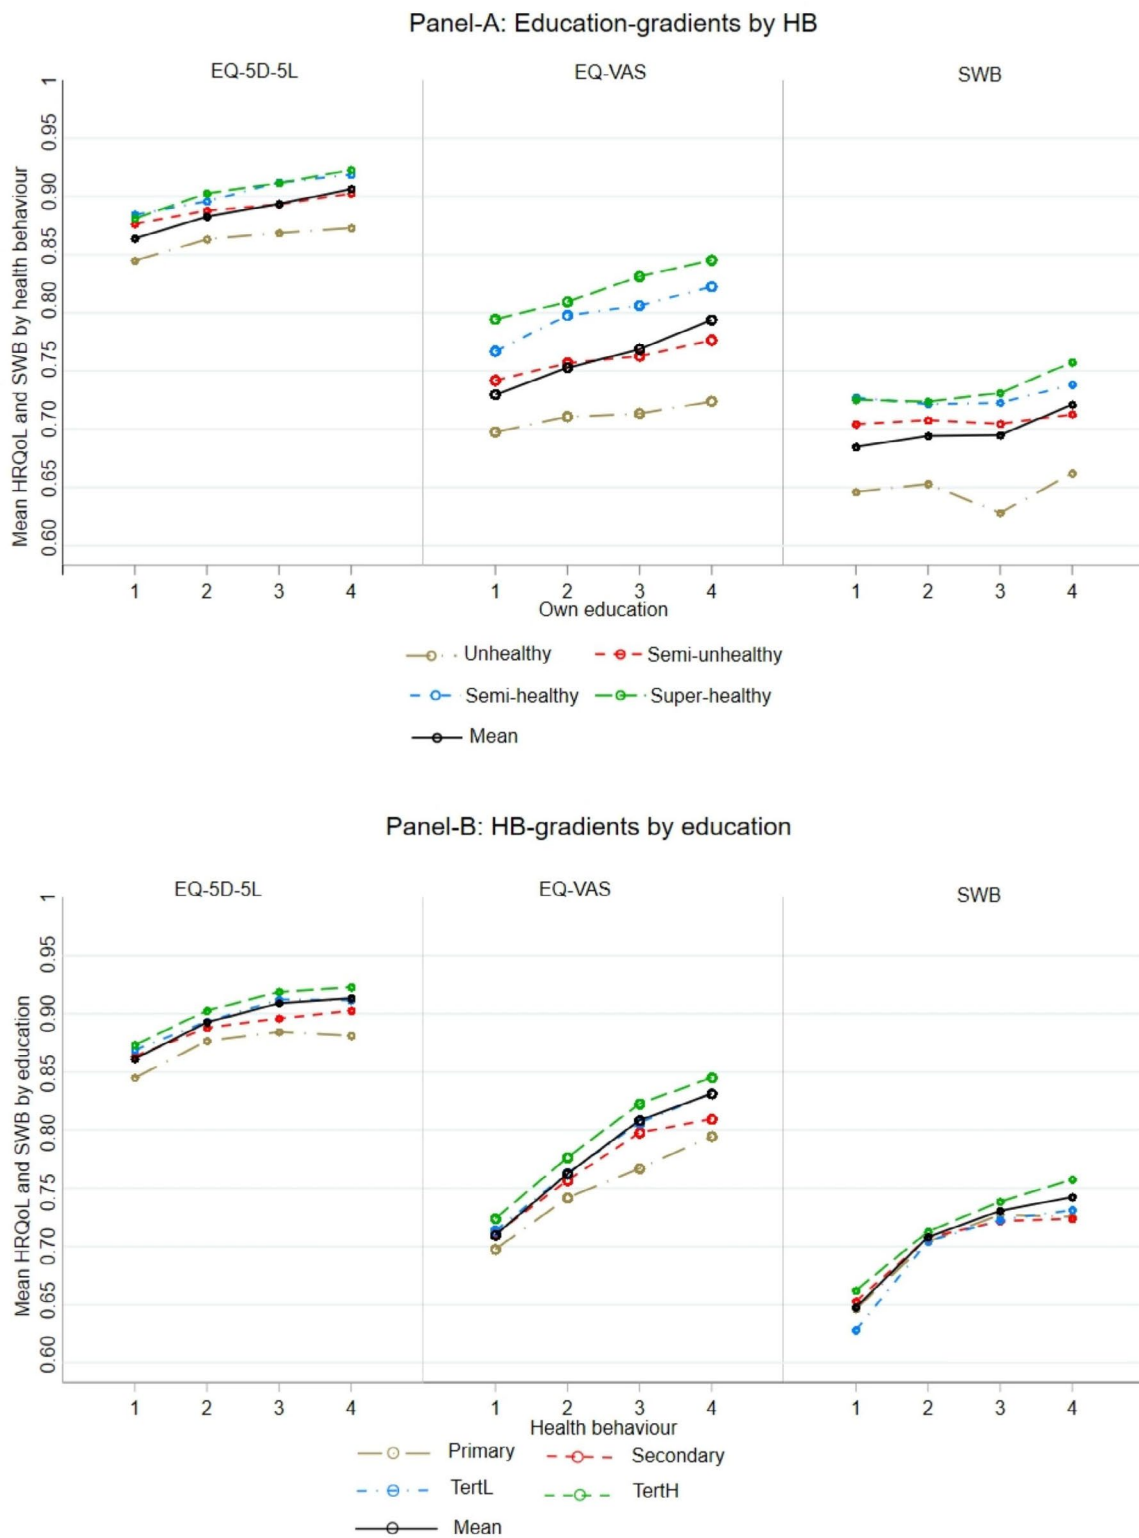 Panel-A: Education-gradients by HB
EQ-5D-5L EQ-VAS SWB
Mean HRQoL and SWB by health behaviour
1
0.95
0.90
0.85
0.80
0.75
0.70
0.65
0.60
1 2 3 4 1 2 3 4 1 2 3 4
Own education
Unhealthy Semi-unhealthy
Semi-healthy Super-healthy
Mean
Panel-B: HB-gradients by education
EQ-5D-5L EQ-VAS SWB
Mean HRQoL and SWB by education
1
0.95
0.90
0.85
0.80
0.75
0.70
0.65
0.60
1 2 3 4 1 2 3 4 1 2 3 4
Health behaviour
Primary Secondary
TertL TertH
Mean